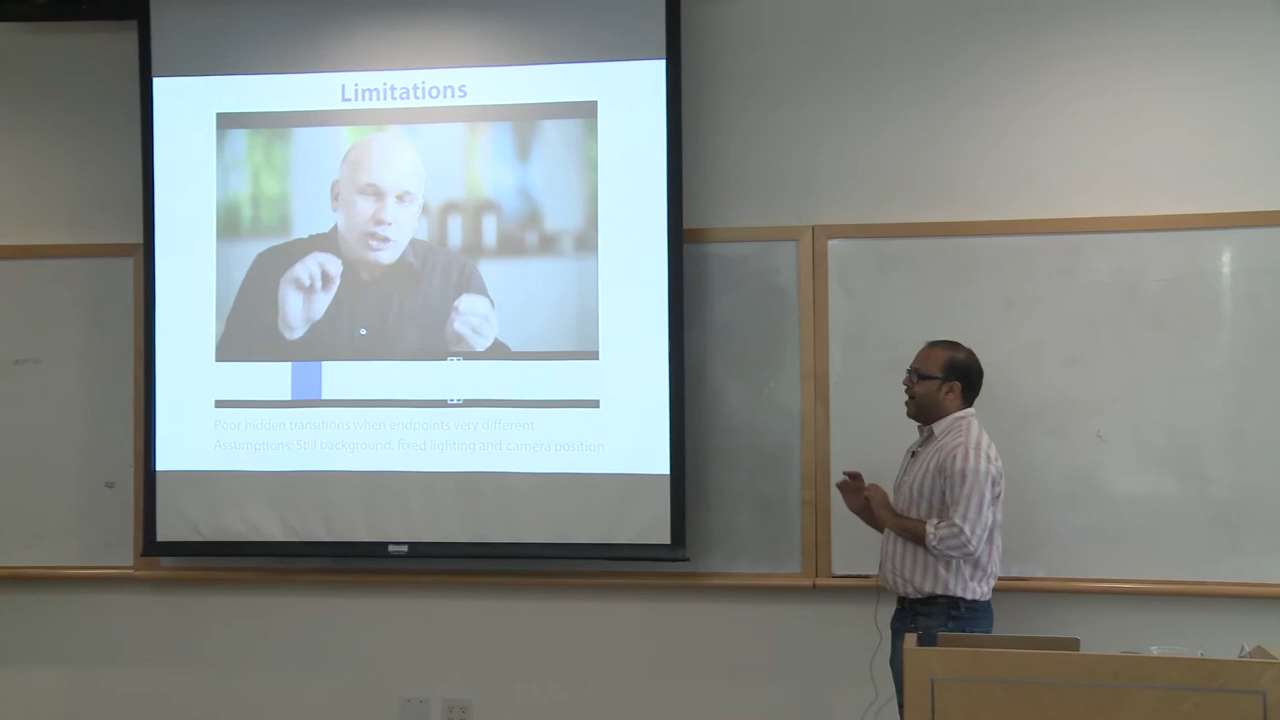 Limitations
Poor hidden transitions when endpoints very different
Assumptions: Still background, fixed lighting and camera position